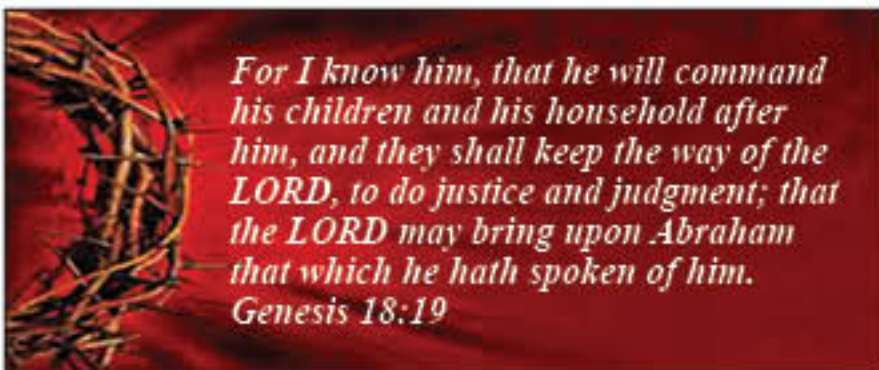 For I know him, that he will command
his children and his household after
him, and they shall keep the way of the
LORD, to do justice and judgment; that
the LORD may bring upon Abraham
that which he hath spoken of him.
Genesis 18:19